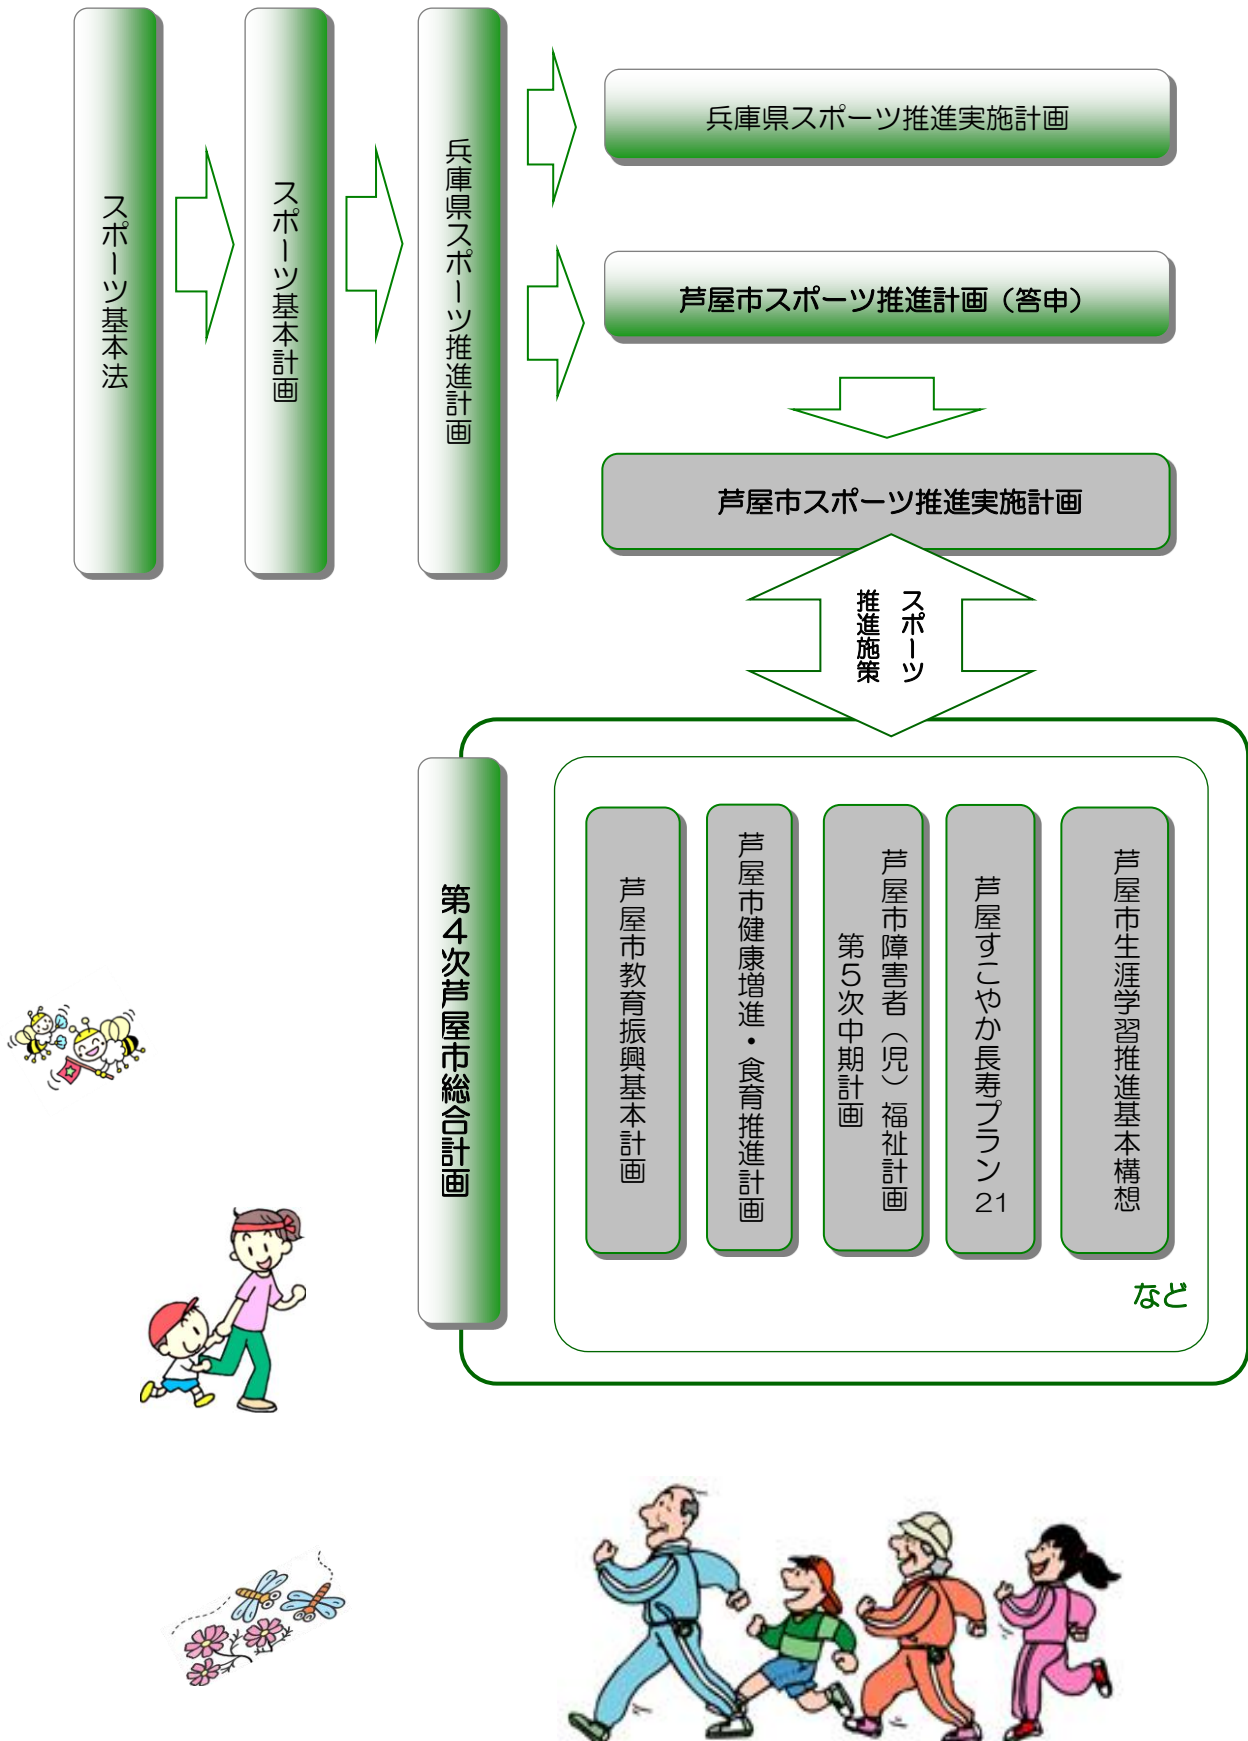 スポーツ基本法
スポーツ基本計画
兵庫県スポーツ推進計画
兵庫県スポーツ推進実施計画
芦屋市スポーツ推進計画（答申）
芦屋市スポーツ推進実施計画
スポーツ
推進施策
第４次芦屋市総合計画
芦屋市教育振興基本計画
芦屋市健康増進・食育推進計画
芦屋市障害者（児）福祉計画
第５次中期計画
芦屋すこやか長寿プラン21
芦屋市生涯学習推進基本構想
など